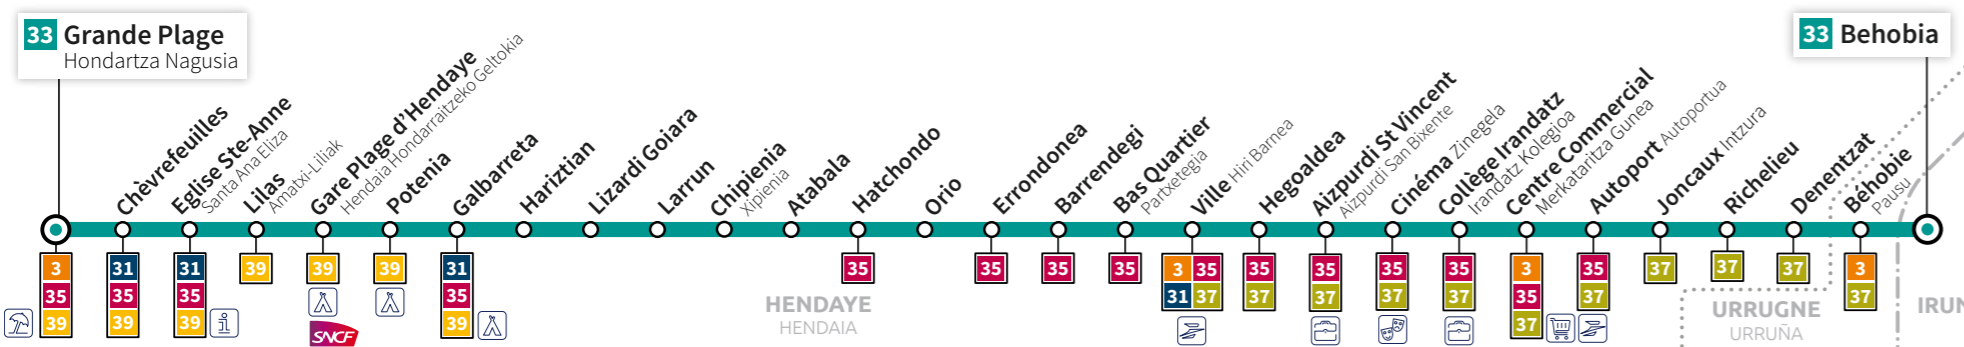 33 Grande Plage
Hondartza Nagusia
Chèvrefeuilles
Eglise Ste-Anne
Santa Ana Eliza
Lilas
Amatxi-Liliak
Gare Plage d'Hendaye
Hendaia Hondarraitzeko Geltokia
Potenia
Galbarreta
Hariztian
Lizardi Goiara
Larrun
Chipienia
Xipienia
Atabala
Hatchondo
Orio
Errondonea
Barrendegi
Bas Quartier
Partxetegia
Ville Hiri Barnea
Hegoaldea
Aizpurdi St Vincent
Aizpurdi San Bixente
Cinéma Zinegela
Collège Irandatz
Irandatz Kolegioa
Centre Commercial
Merkataritza Gunea
Autoport Autoportua
Joncaux Intzura
Richelieu
Denentzat
Béhobie
Pausu
33 Behobia
3
35
39
31
35
39
31
35
39
i
39
39
SNCF
39
31
35
39
35
35
35
35
3 35
31 37
35
37
35
37
35
37
35
37
3
35
37
35
37
37
37
37
3
37
HENDAYE
HENDAIA
URRUGNE
URRUÑA
IRUN